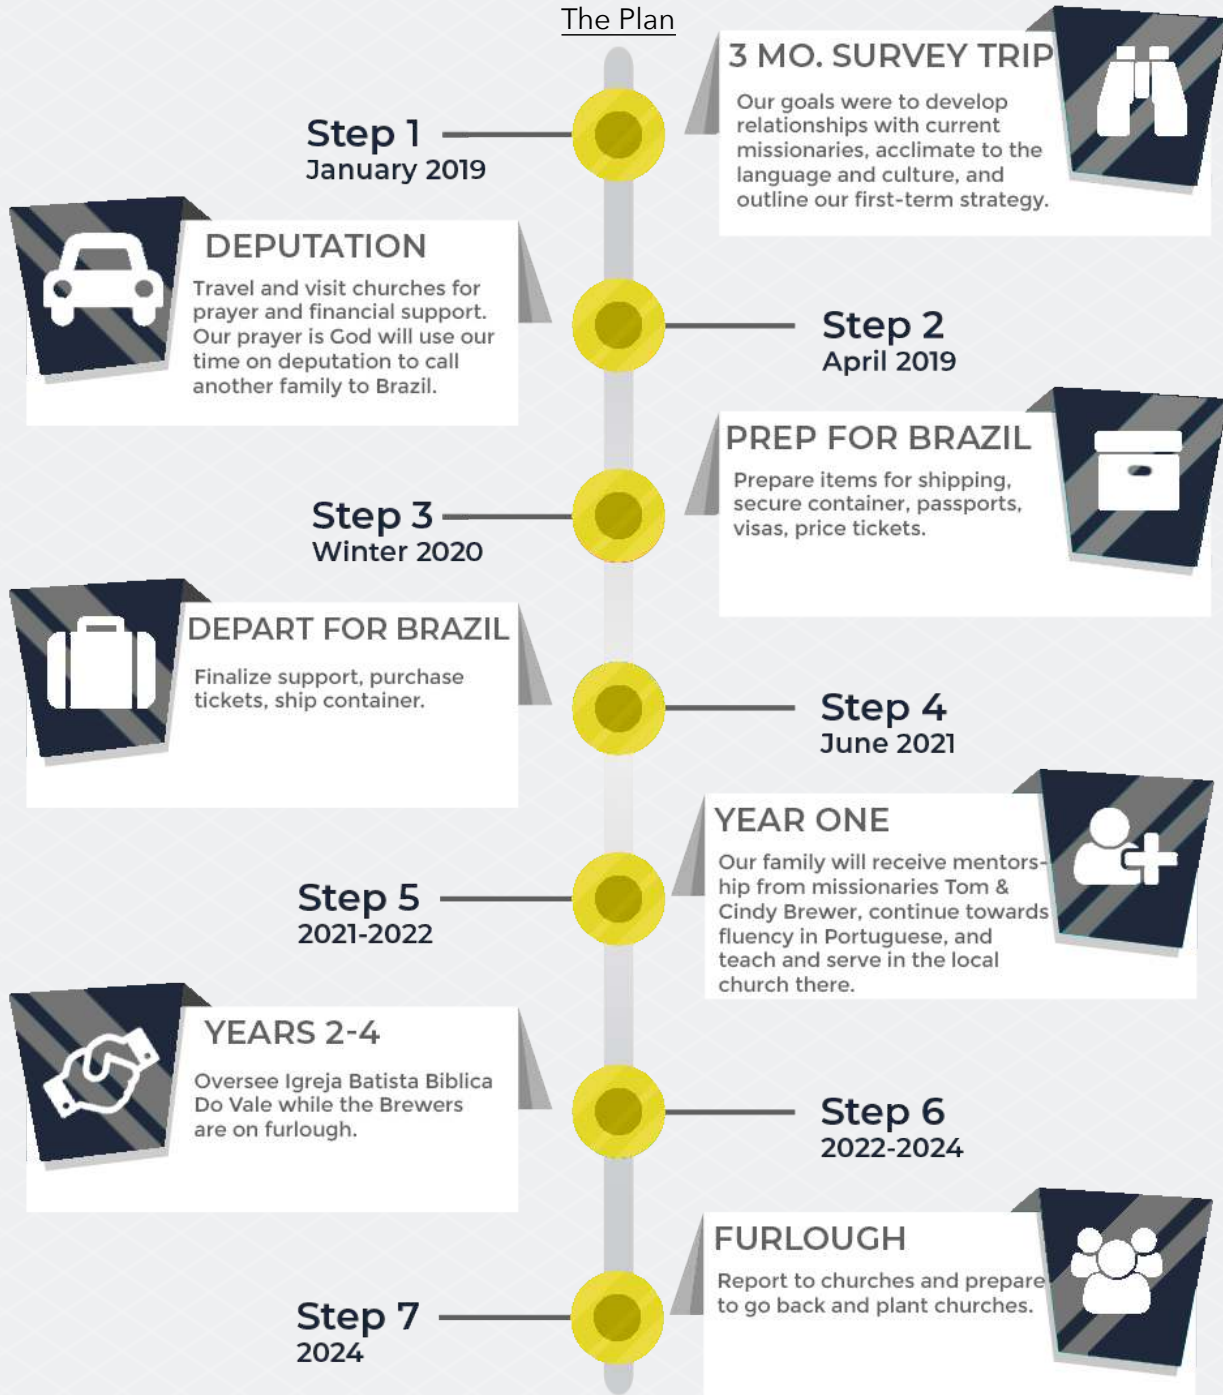 The Plan
Step 1
January 2019
3 MO. SURVEY TRIP
Our goals were to develop
relationships with current
missionaries, acclimate to the
language and culture, and
outline our first-term strategy.
DEPUTATION
Travel and visit churches for
prayer and financial support.
Our prayer is God will use our
time on deputation to call
another family to Brazil.
Step 2
April 2019
Step 3
Winter 2020
PREP FOR BRAZIL
Prepare items for shipping,
secure container, passports,
visas, price tickets.
DEPART FOR BRAZIL
Finalize support, purchase
tickets, ship container.
Step 4
June 2021
Step 5
2021-2022
YEAR ONE
Our family will receive mentors-
hip from missionaries Tom &
Cindy Brewer, continue towards
fluency in Portuguese, and
teach and serve in the local
church there.
YEARS 2-4
Oversee Igreja Batista Biblica
Do Vale while the Brewers
are on furlough.
Step 6
2022-2024
Step 7
2024
FURLOUGH
Report to churches and prepare
to go back and plant churches.